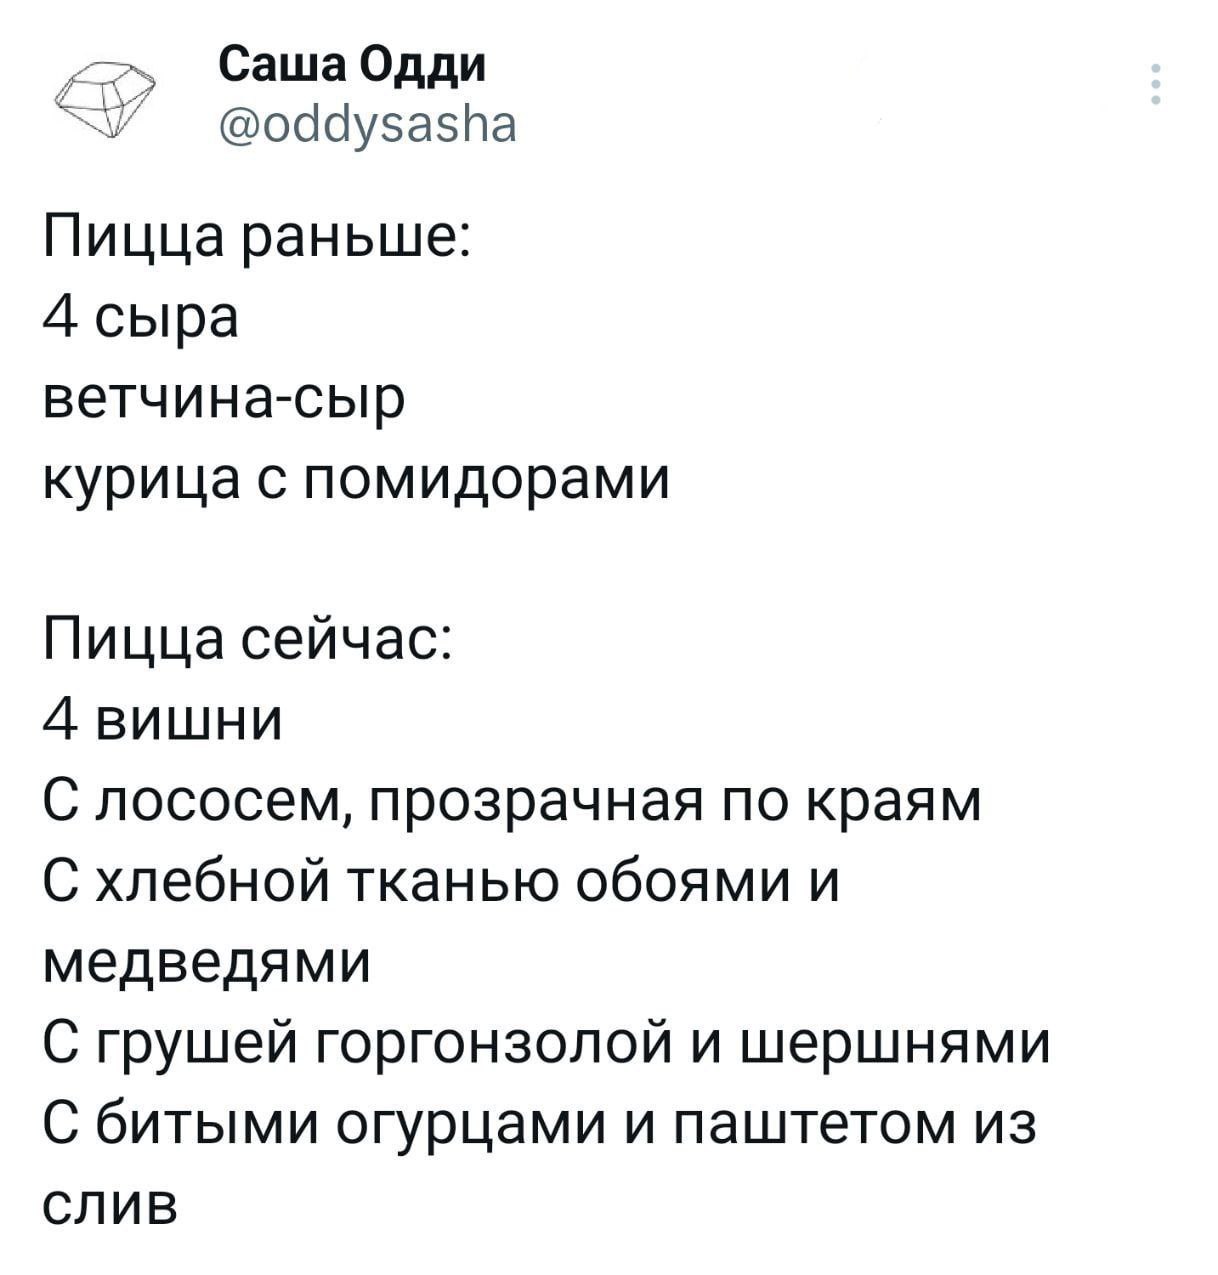 Саша Одди
@oddysasha
Пицца раньше:
4 сыра
ветчина-сыр
курица с помидорами
Пицца сейчас:
4 вишни
С лососем, прозрачная по краям
С хлебной тканью обоями и
медведями
С грушей горгонзолой и шершнями
С битыми огурцами и паштетом из
слив